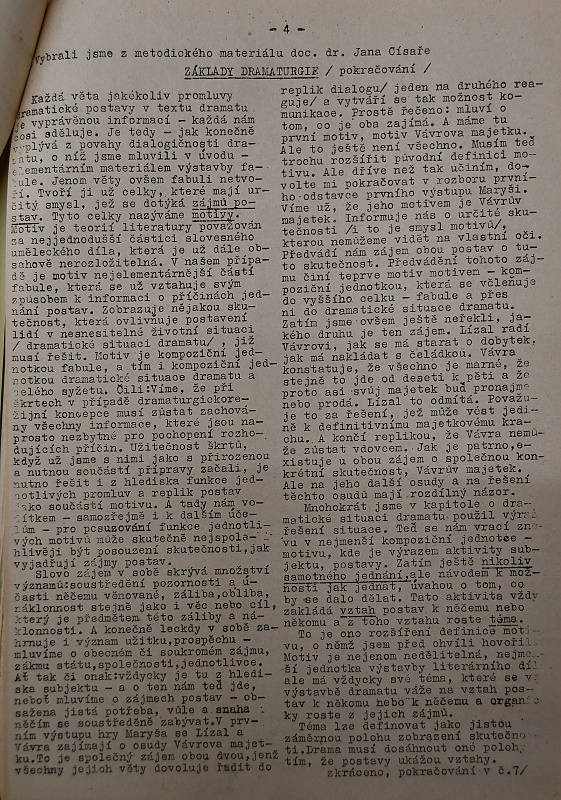 - 4 -
Vybrali jsme z metodického materiálu doc. dr. Jana Císaře
ZÁKLADY DRAMATURGIE / pokračování /
Každá věta jakékoliv promluvy
dramatické postavy v textu dramatu
je vyprávěnou informací - každá nám
cosi sděluje. Je tedy - jak konečně
vyplývá z povahy dialogičnosti dra-
matu, o níž jsme mluvili v úvodu -
elementárním materiálem výstavby fa-
bule. Jenom věty ovšem fabuli netvo-
ří. Tvoří ji až celky, které mají ur-
čitý smysl, jež se dotýká zájmů po-
stav. Tyto celky nazýváme motivy.
Motiv je teorií literatury považován
za nejjednodušší částici slovesného
uměleckého díla, která je už dále ob-
sahově nerozložitelná. V našem přípa-
dě je motiv nejelementárnější částí
fabule, která se už vztahuje svým
způsobem k informaci o příčinách jed-
nání postav. Zobrazuje nějakou sku-
tečnost, která ovlivňuje postavení
lidí v nesnesitelné životní situaci
/ dramatické situaci dramatu/ , již
musí řešit. Motiv je kompoziční jed-
notkou fabule, a tím i kompoziční jed-
notkou dramatické situace dramatu a
celého syžetu. Čili:Víme, že při
škrtech v případě dramaturgickore-
žijní koncepce musí zůstat zachová-
ny všechny informace, které jsou na-
prosto nezbytné pro pochopení rozho-
dujících příčin. Užitečnost škrtů,
když už jsme s nimi jako s přirozenou
a nutnou součástí přípravy začali, je
nutno řešit i z hlediska funkce jed-
notlivých promluv a replik postav
jako součástí motivu. A tady nám vo-
dítkem - samozřejmě i k dalším úče-
lům - pro posuzování funkce jednotli-
vých motivů může skutečně nejspole-
hlivěji být posouzení skutečnosti,jak
vyjadřují zájmy postav.
Slovo zájem v sobě skrývá množství
významů:soustředění pozornosti a ú-
časti něčemu věnované, záliba,obliba,
náklonnost stejně jako i věc nebo cíl,
který je předmětem této záliby a ná-
klonnosti. A konečně leckdy v sobě za-
hrnuje i význam užitku,prospěchu -
mluvíme o obecném či soukromém zájmu,
zákmu státu,společnosti,jednotlivce.
Ať tak či onak:vždycky je tu z hledi-
ska subjektu - a o ten nám teď jde,
neboť mluvíme o zájmech postav - ob-
sažena jistá potřeba, vůle a snaha
něčím se soustředěně zabývat.V prv-
ním výstupu hry Maryša se Lízal a
Vávra zajímají o osudy Vávrova majet-
ku.To je společný zájem obou dvou,jenž
všechny jejich věty dovoluje řadit do
replik dialogu/ jeden na druhého rea-
guje/ a vytváří se tak možnost ko-
munikace. Prostě řečeno: mluví o
tom, co je oba zajímá. A máme tu
první motiv, motiv Vávrova majetku.
Ale to ještě není všechno. Musím teď
trochu rozšířit původní definici mo-
tivu. Ale dříve než tak učiním, do-
volte mi pokračovat v rozboru první-
ho odstavce prvního výstupu Maryši.
Víme už, že jeho motivem je Vávrův
majetek. Informuje nás o určité sku-
tečnosti /i to je smysl motivů/,
kterou nemůžeme vidět na vlastní oči.
Předvádí nám zájem obou postav o tu-
to skutečnost. Předvádění tohoto záj-
mu činí teprve motiv motivem - kom-
poziční jednotkou, která se včleňuje
do vyššího celku - fabule a přes
ni do dramatické situace dramatu.
Zatím jsme ovšem ještě neřekli, ja-
kého druhu je ten zájem. Lízal radí
Vávrovi, jak se má starat o dobytek,
jak má nakládat s čeládkou. Vávra
konstatuje, že všechno je marné, že
stejně to jde od deseti k pěti a že
proto asi svůj majetek buď pronajme
nebo prodá. Lízal to odmítá. Považu-
je to za řešení, jež může vést jedi-
ně k definitivnímu majetkovému kra-
chu. A končí replikou, že Vávra nemů-
že zůstat vdovcem. Jak je patrno,e-
xistuje u obou zájem o společnou kon-
krétní skutečnost, Vávrův majetek.
Ale na jeho další osudy a na řešení
těchto osudů mají rozdílný názor.
Mnohokrát jsme v kapitole o dra-
matické situaci dramatu použili výraz
řešení situace. Teď se nám vrací zno-
vu v nejmenší kompoziční jednotce -
motivu, kde je výrazem aktivity sub-
jektu, postavy. Zatím ještě nikoliv
samotného jednání,ale návodem k mož-
nosti jak jednat, úvahou o tom, co
by se dalo dělat. Tato aktivita vždy
zakládá vztah postav k něčemu nebo
někomu a z toho vztahu roste téma.
To je ono rozšíření definice moti-
vu, o němž jsem před chvílí hovořil.
Motiv je nejenom nedělitelná, nejmen-
ší jednotka výstavby literárního díla
ale má vždycky své téma, které se v
výstavbě dramatu váže na vztah pos-
tav k někomu nebo k něčemu a organic-
ky roste z jejich zájmů.
Téma lze definovat jako jistou
záměrnou polohu zobrazení skutečno-
ti.Drama musí dosáhnout oné polohy
tím, že postavy ukážou vztahy.
zkráceno, pokračování v č.7/